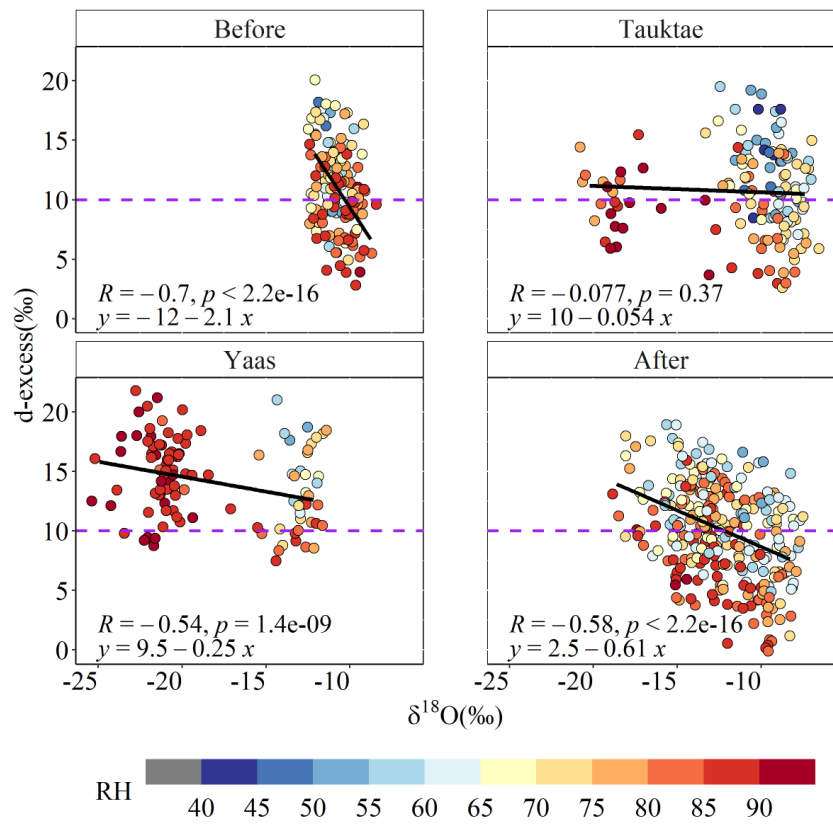 Before
Tauktae
20
15
10
5
0
R = −0.7, p < 2.2e-16
y = −12 − 2.1 x
R = −0.077, p = 0.37
y = 10 − 0.054 x
d-excess(‰)
Yaas
After
20
15
10
5
0
R = −0.54, p = 1.4e-09
y = 9.5 − 0.25 x
R = −0.58, p < 2.2e-16
y = 2.5 − 0.61 x
-25 -20 -15 -10 -25 -20 -15 -10
δ¹⁸O(‰)
RH
40 45 50 55 60 65 70 75 80 85 90